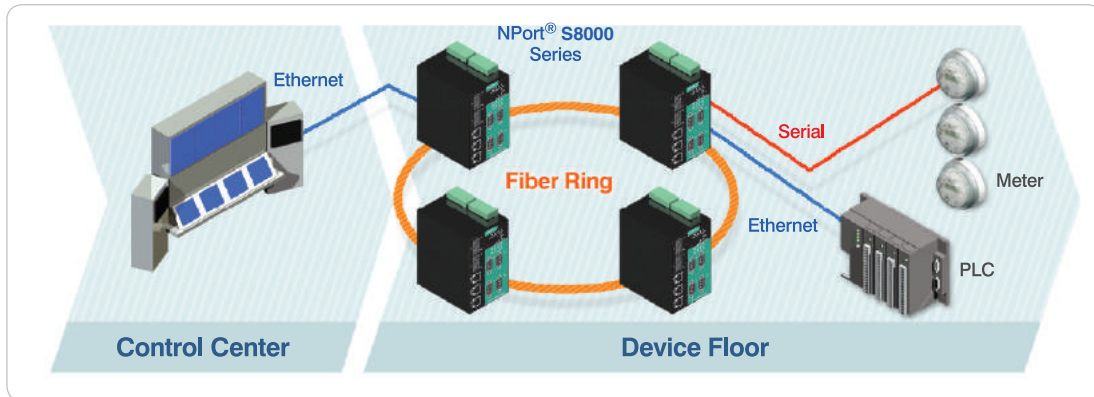 NPort® S8000
Series
Ethernet
Serial
Fiber Ring
Meter
Ethernet
PLC
Control Center
Device Floor